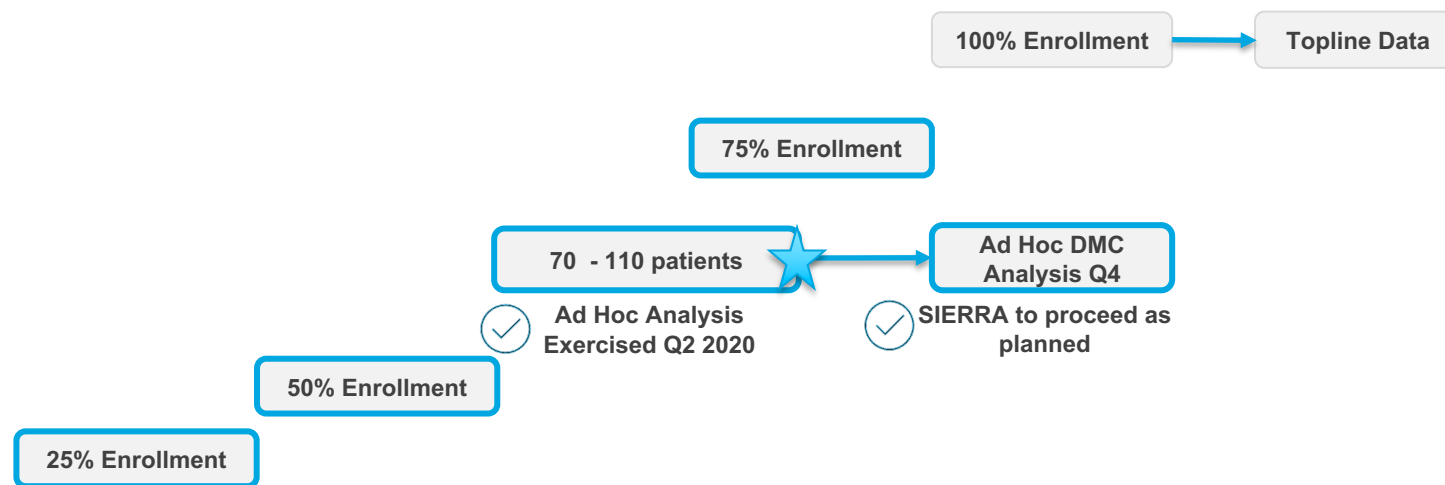 100% Enrollment
Topline Data
75% Enrollment
70 - 110 patients
Ad Hoc DMC
Analysis Q4
Ad Hoc Analysis
Exercised Q2 2020
SIERRA to proceed as
planned
50% Enrollment
25% Enrollment